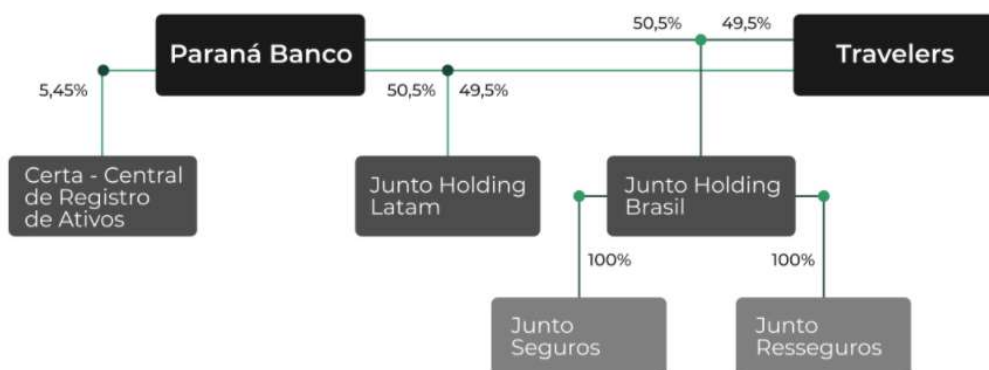 50,5% 49,5%
Paraná Banco
Travelers
5,45%
50,5% 49,5%
Certa - Central
de Registro
de Ativos
Junto Holding
Latam
Junto Holding
Brasil
100%
100%
Junto
Seguros
Junto
Resseguros